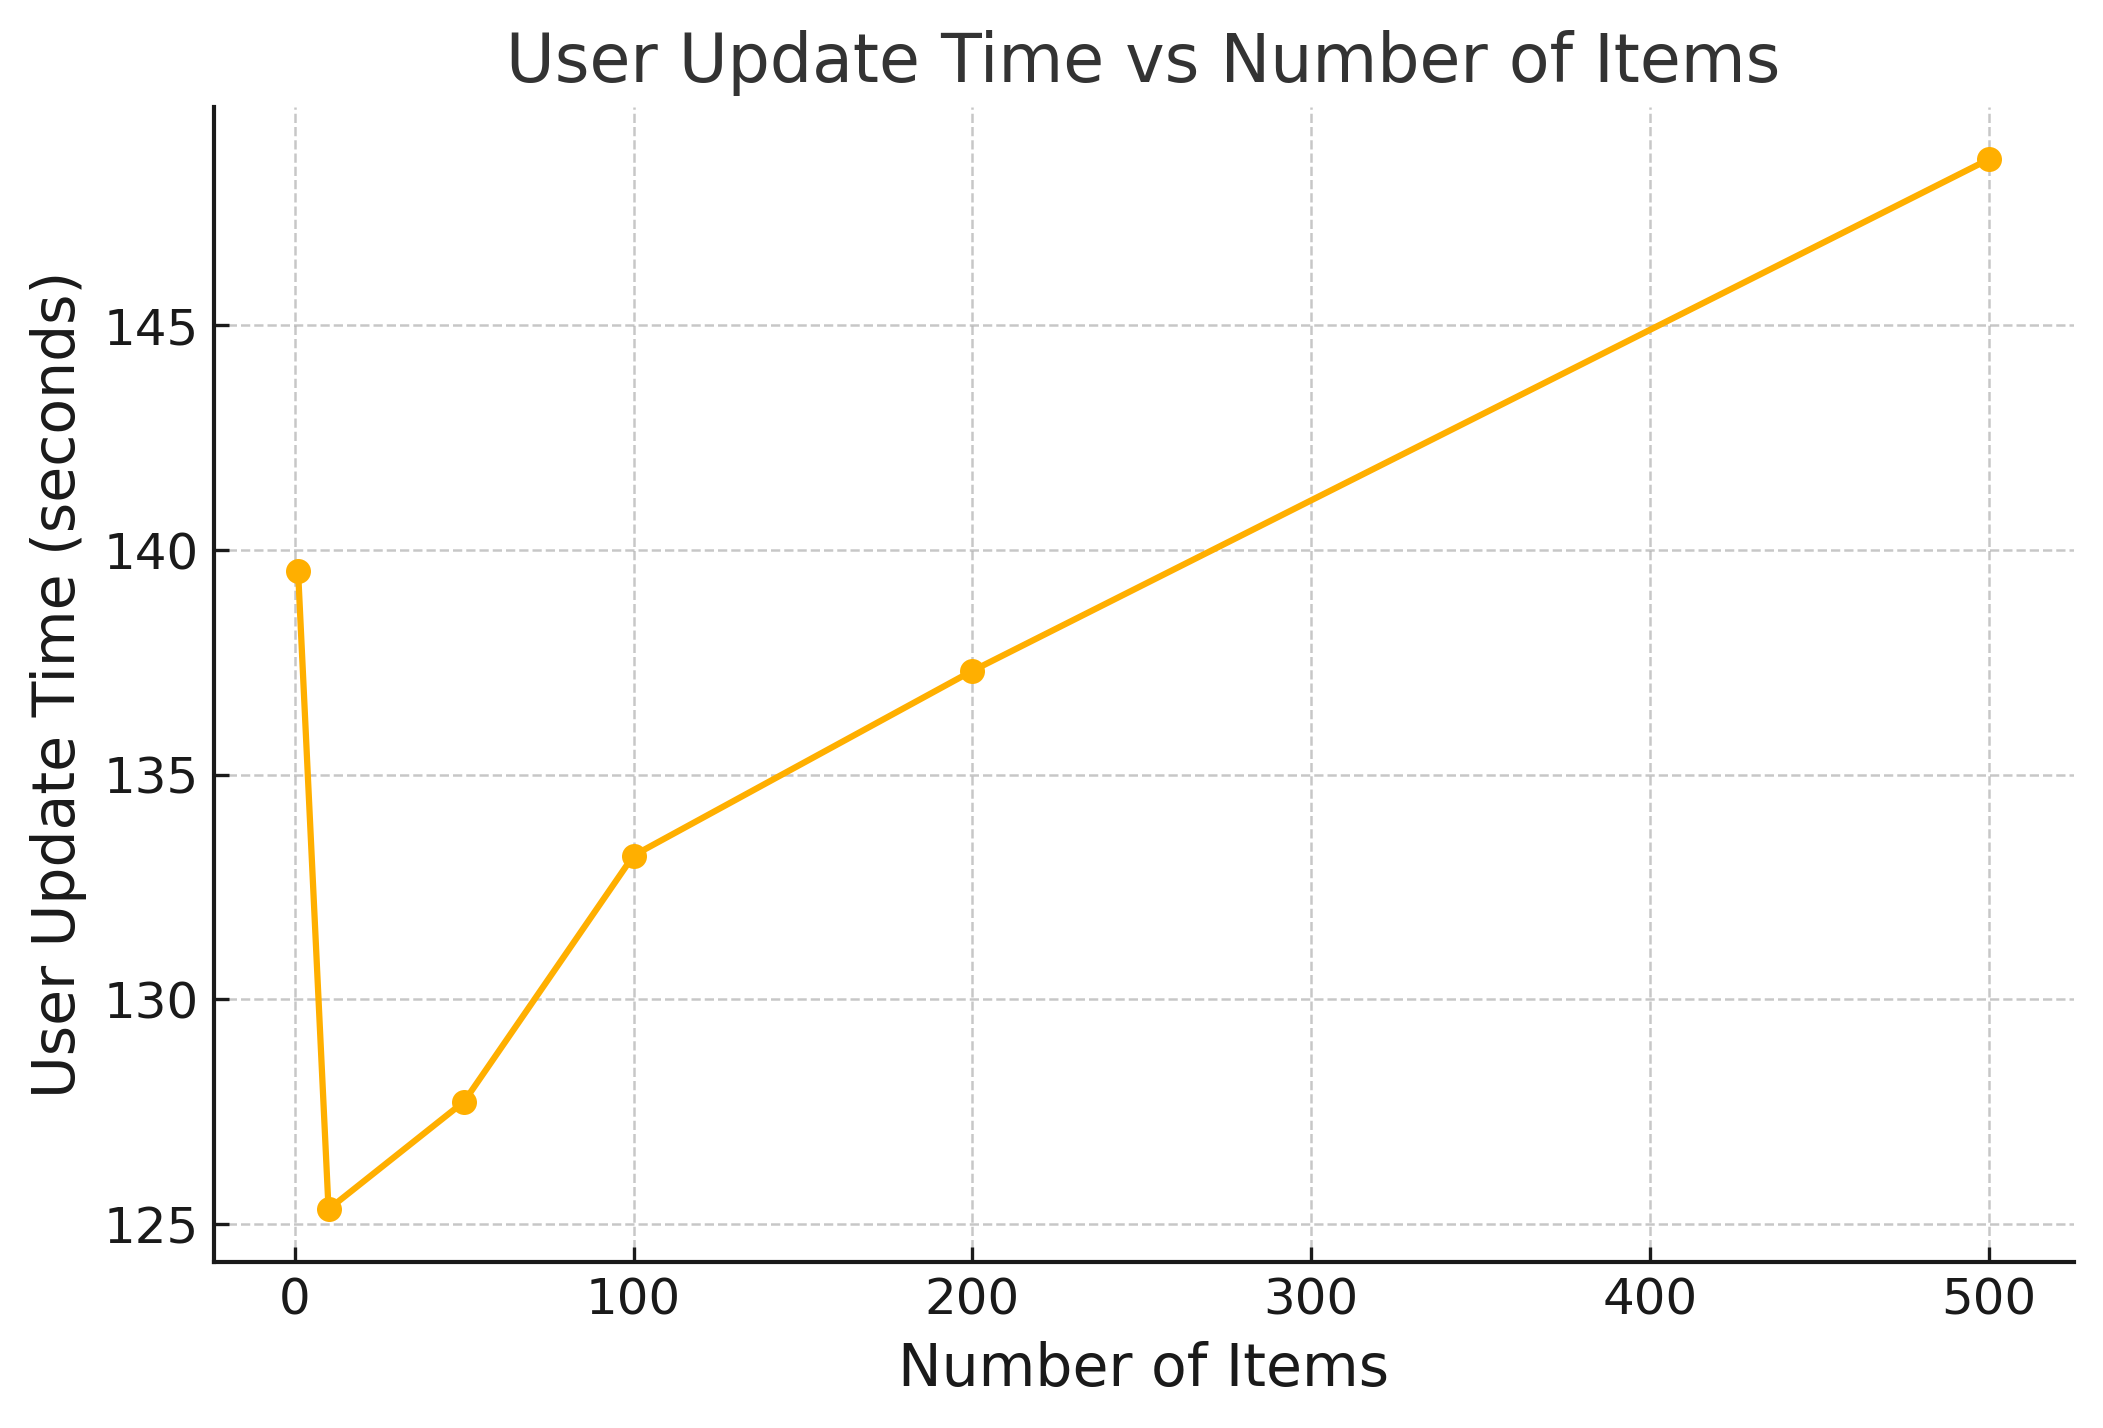 User Update Time vs Number of Items
User Update Time (seconds)
145
140
135
130
125
0 100 200 300 400 500
Number of Items